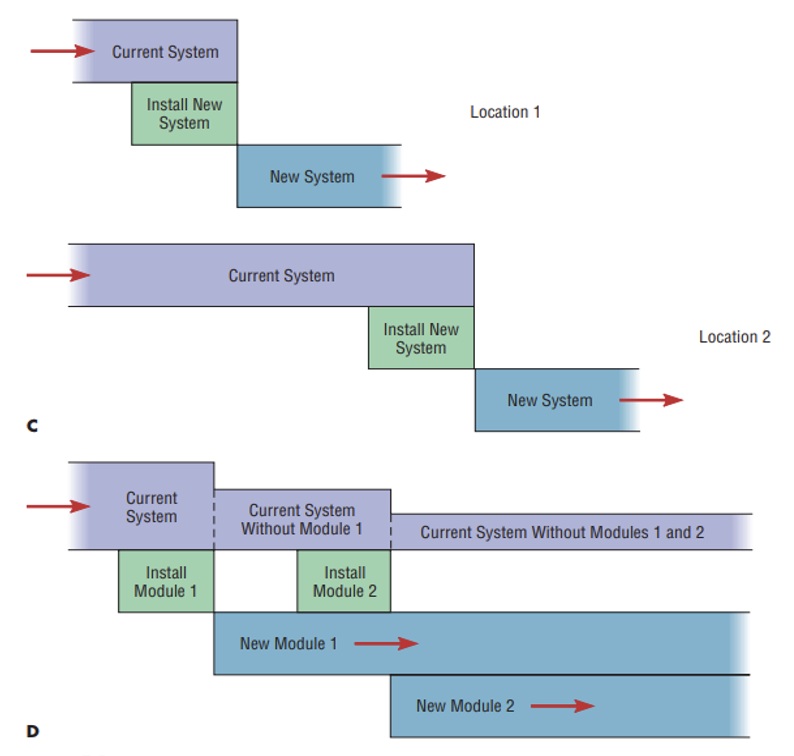 Current System
Install New
System
Location 1
New System
Current System
Install New
System
Location 2
New System
C
Current
System
Current System
Without Module 1
Current System Without Modules 1 and 2
Install
Module 1
Install
Module 2
New Module 1
New Module 2
D